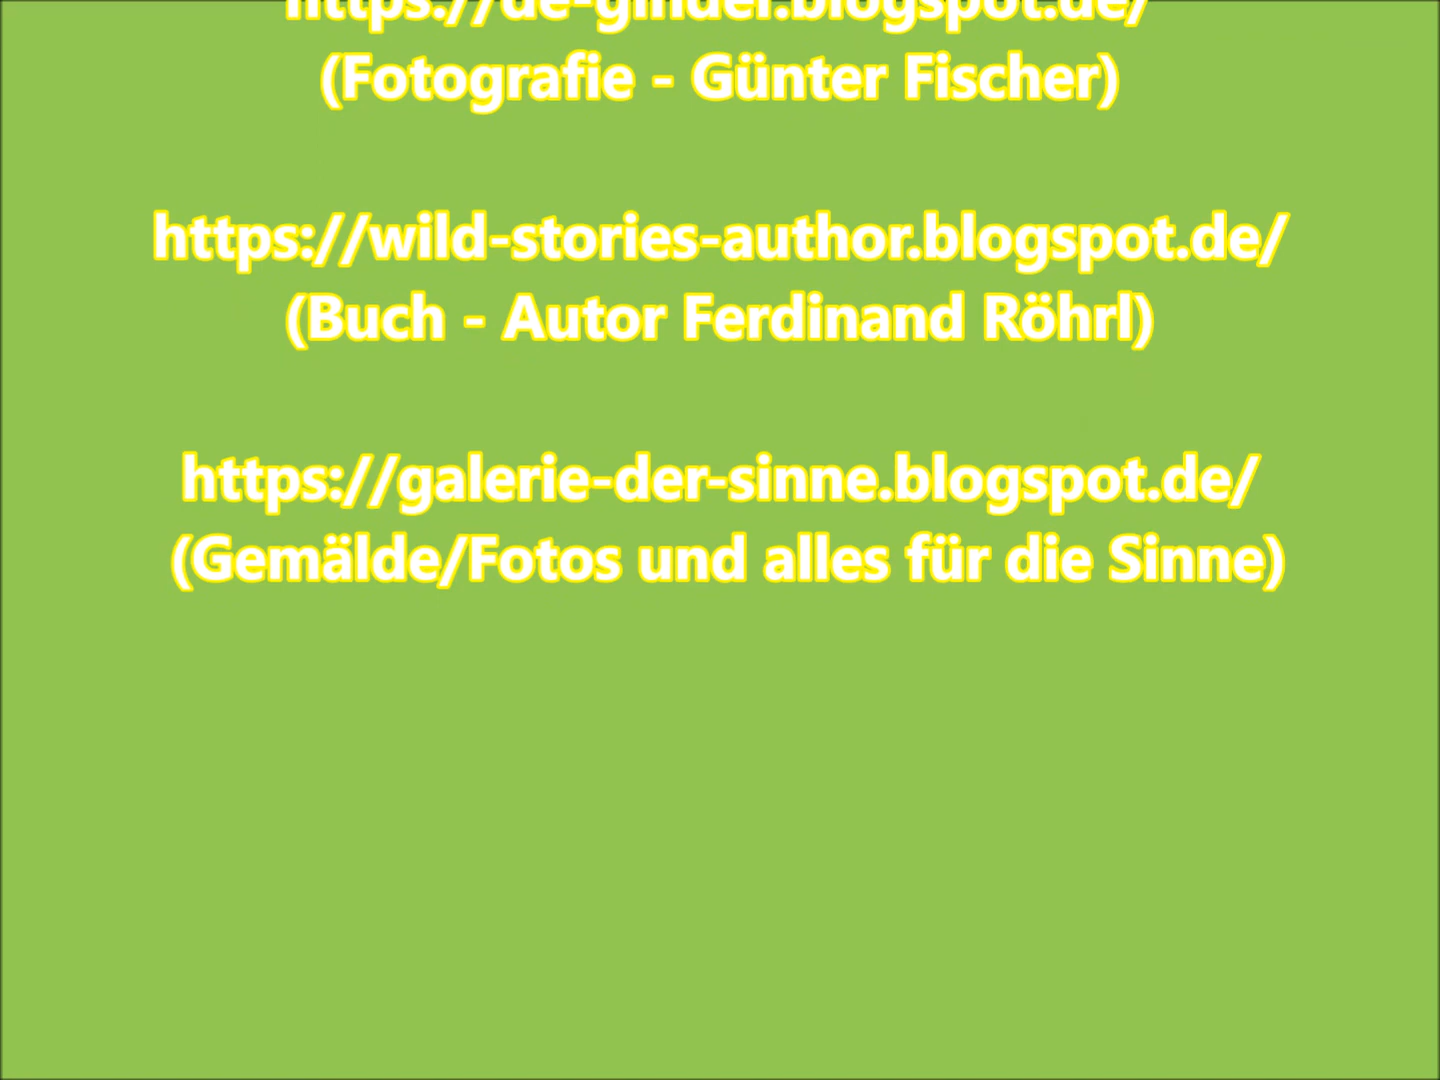 (Fotografie - Günter Fischer)
https://wild-stories-author.blogspot.de/
(Buch - Autor Ferdinand Röhrl)
https://galerie-der-sinne.blogspot.de/
(Gemälde/Fotos und alles für die Sinne)